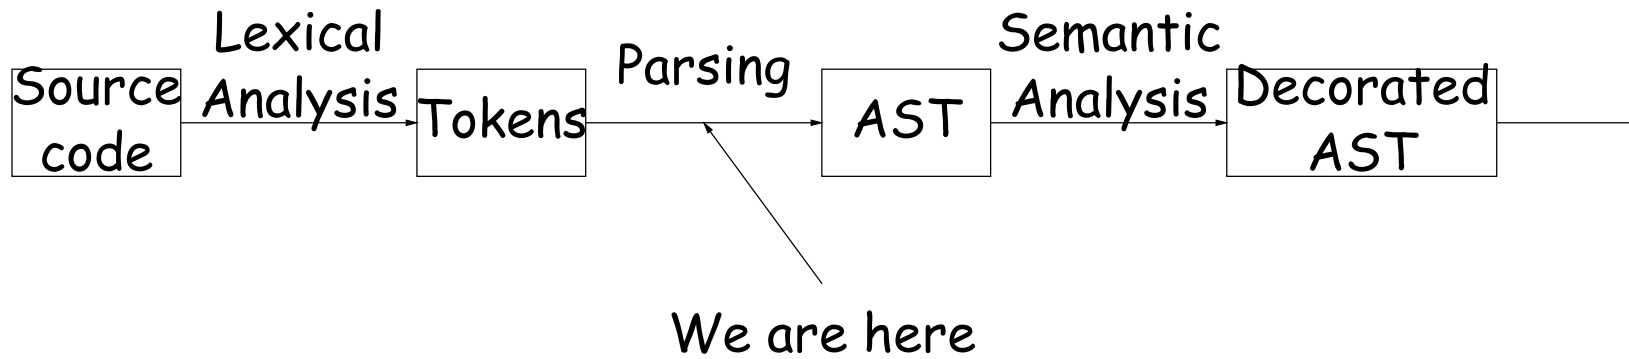 Source
code
Lexical
Analysis
Tokens
Parsing
AST
Semantic
Analysis
Decorated
AST
We are here